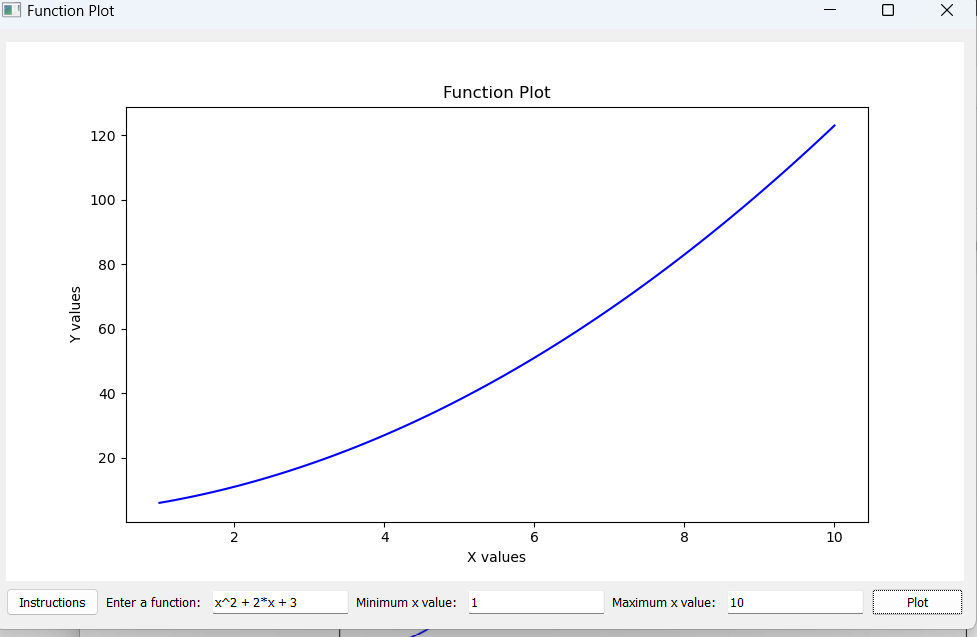 Function Plot
Function Plot
120
100
80
60
40
20
Y values
2 4 6 8 10
X values
Instructions Enter a function: x^2 + 2*x + 3 Minimum x value: 1 Maximum x value: 10 Plot